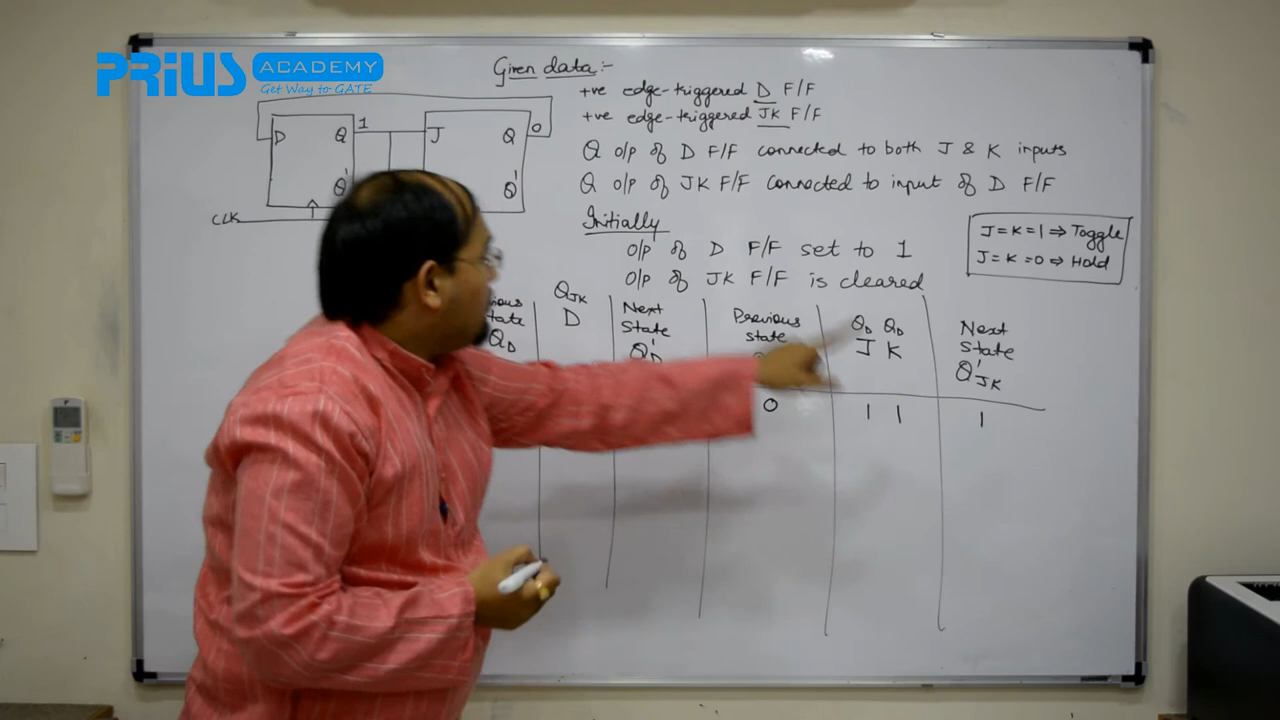 PRiUS ACADEMY
Get Way to GATE
Given data:-
+ve edge-triggered D F/F
+ve edge-triggered JK F/F
Q o/p of D F/F connected to both J & K inputs
Q o/p of JK F/F connected to input of D F/F
D Q 1 J Q 0
Q' Q'
CLK
Initially
o/p of D F/F set to 1
o/p of JK F/F is cleared
J=K=1 ⇒ Toggle
J=K=0 ⇒ Hold
State
Q_D
Q_JK
D
Next
State
Q'_D
Previous
state
Q_D Q_D
J K
Next
State
Q'_JK
0 1 1 1